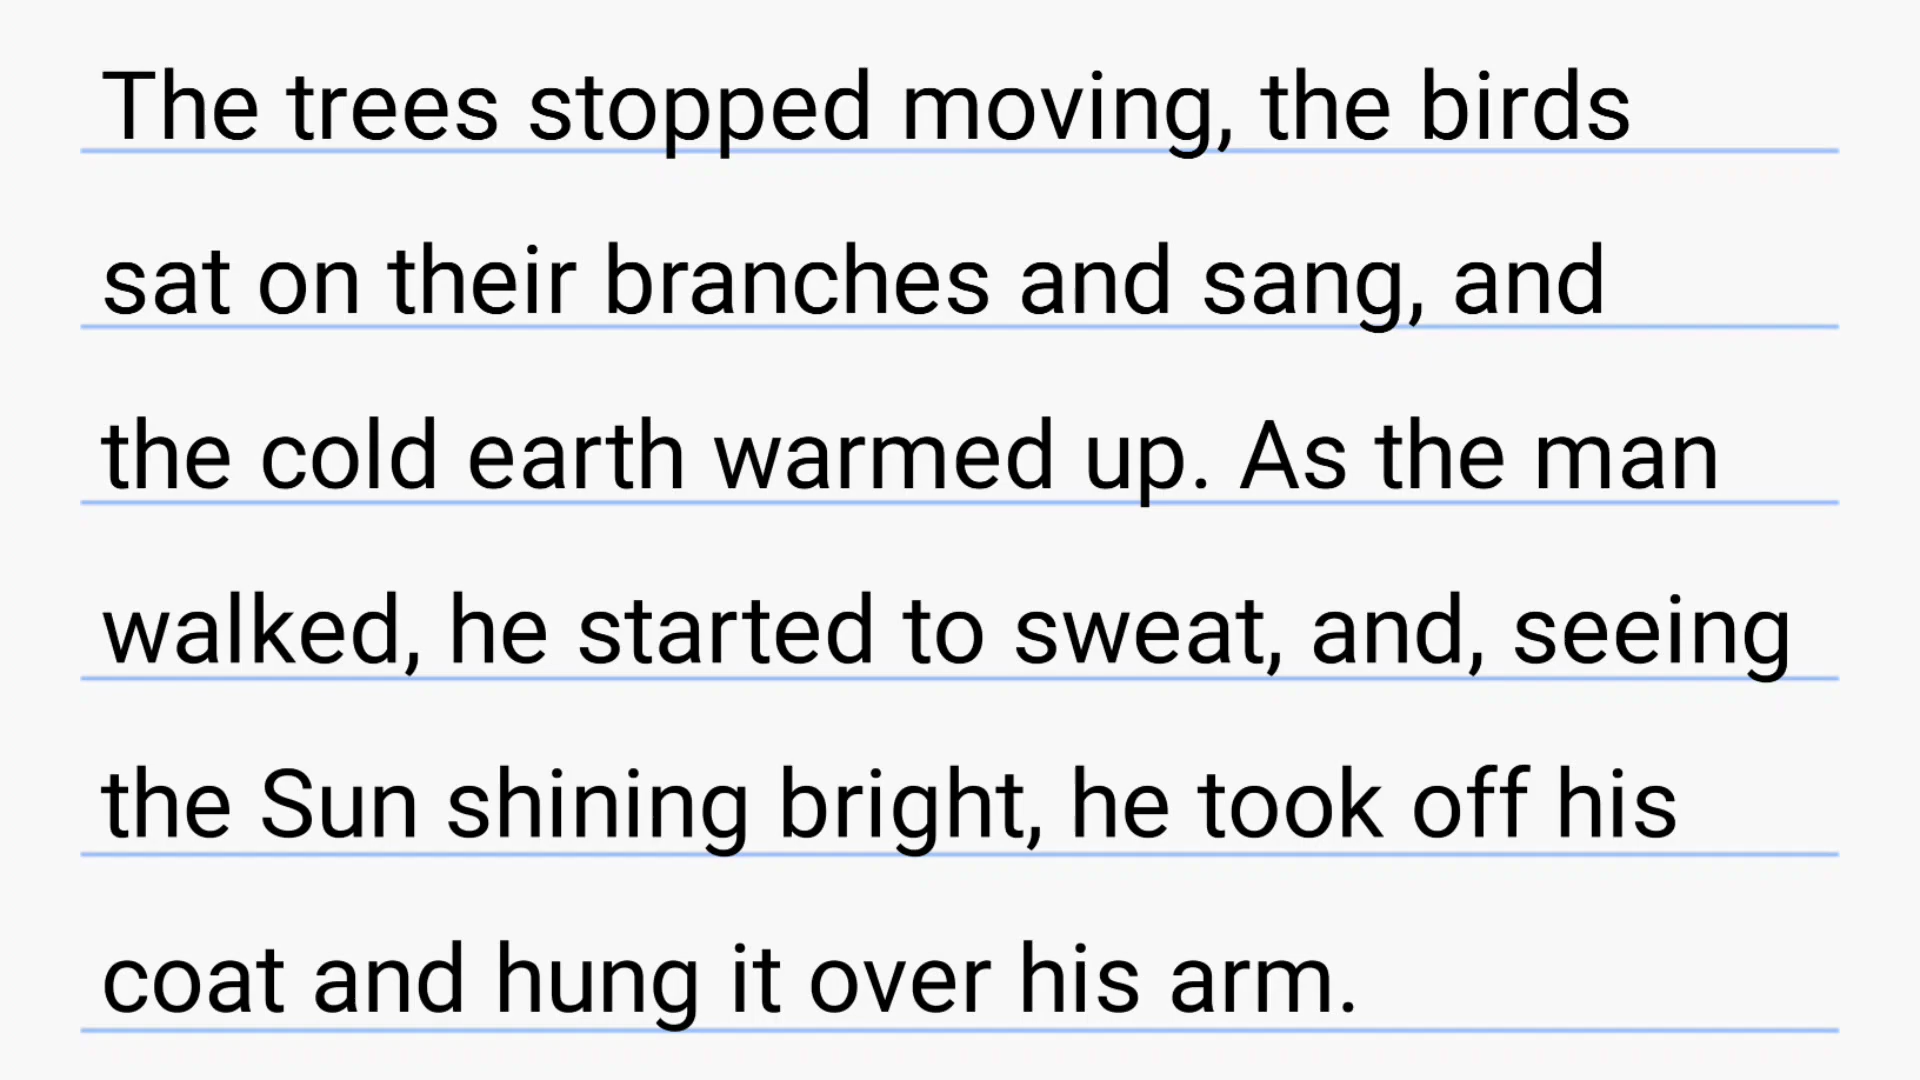 The trees stopped moving, the birds
sat on their branches and sang, and
the cold earth warmed up. As the man
walked, he started to sweat, and, seeing
the Sun shining bright, he took off his
coat and hung it over his arm.